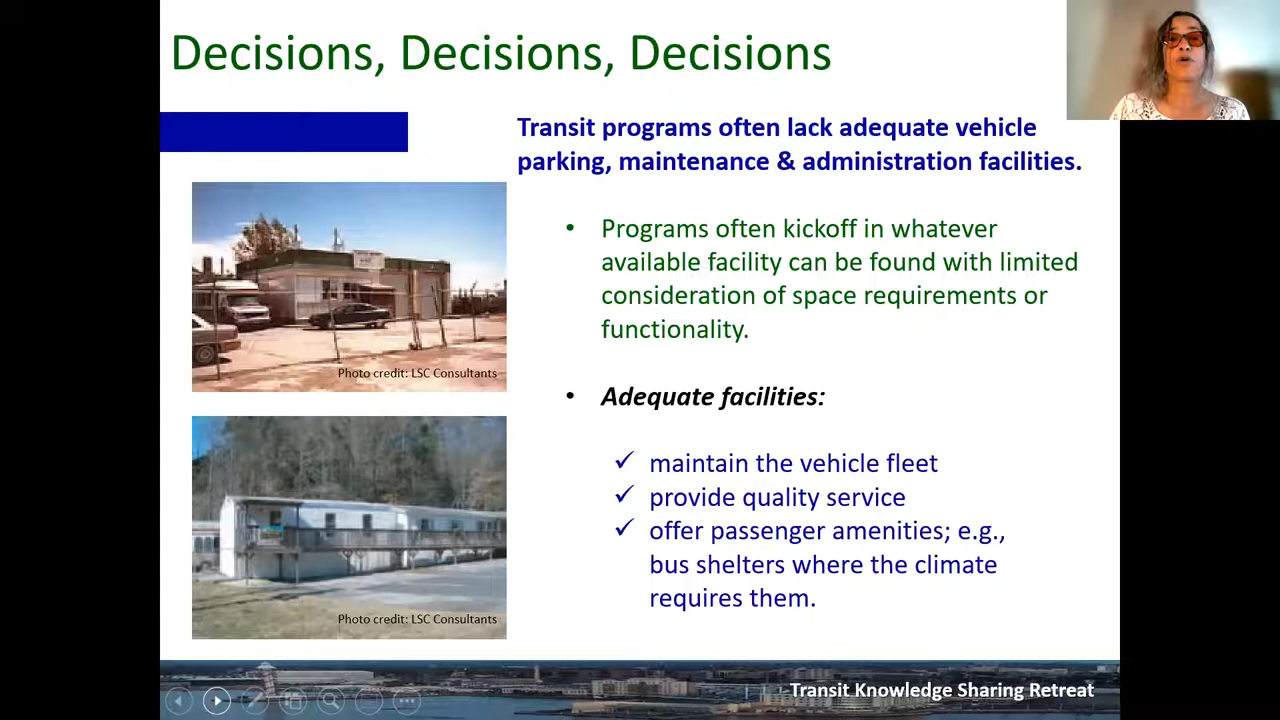 Decisions, Decisions, Decisions
Transit programs often lack adequate vehicle
parking, maintenance & administration facilities.
• Programs often kickoff in whatever
available facility can be found with limited
consideration of space requirements or
functionality.
• Adequate facilities:
✓ maintain the vehicle fleet
✓ provide quality service
✓ offer passenger amenities; e.g.,
bus shelters where the climate
requires them.
Photo credit: LSC Consultants
Photo credit: LSC Consultants
Transit Knowledge Sharing Retreat